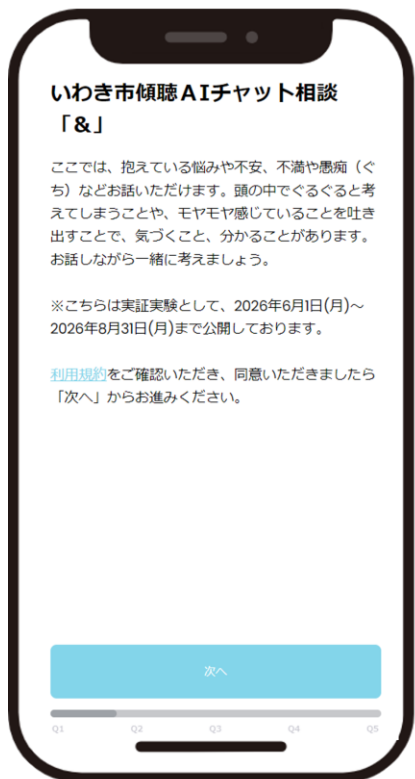 いわき市傾聴AIチャット相談
「&」
ここでは、抱えている悩みや不安、不満や愚痴（ぐ
ち）などお話いただけます。頭の中でぐるぐると考
えてしまうことや、モヤモヤ感じていることを吐き
出すことで、気づくこと、分かることがあります。
お話しながら一緒に考えましょう。
※こちらは実証実験として、2026年6月1日(月)～
2026年8月31日(月)まで公開しております。
利用規約をご確認いただき、同意いただきましたら
「次へ」からお進みください。
次へ
Q1 Q2 Q3 Q4 Q5